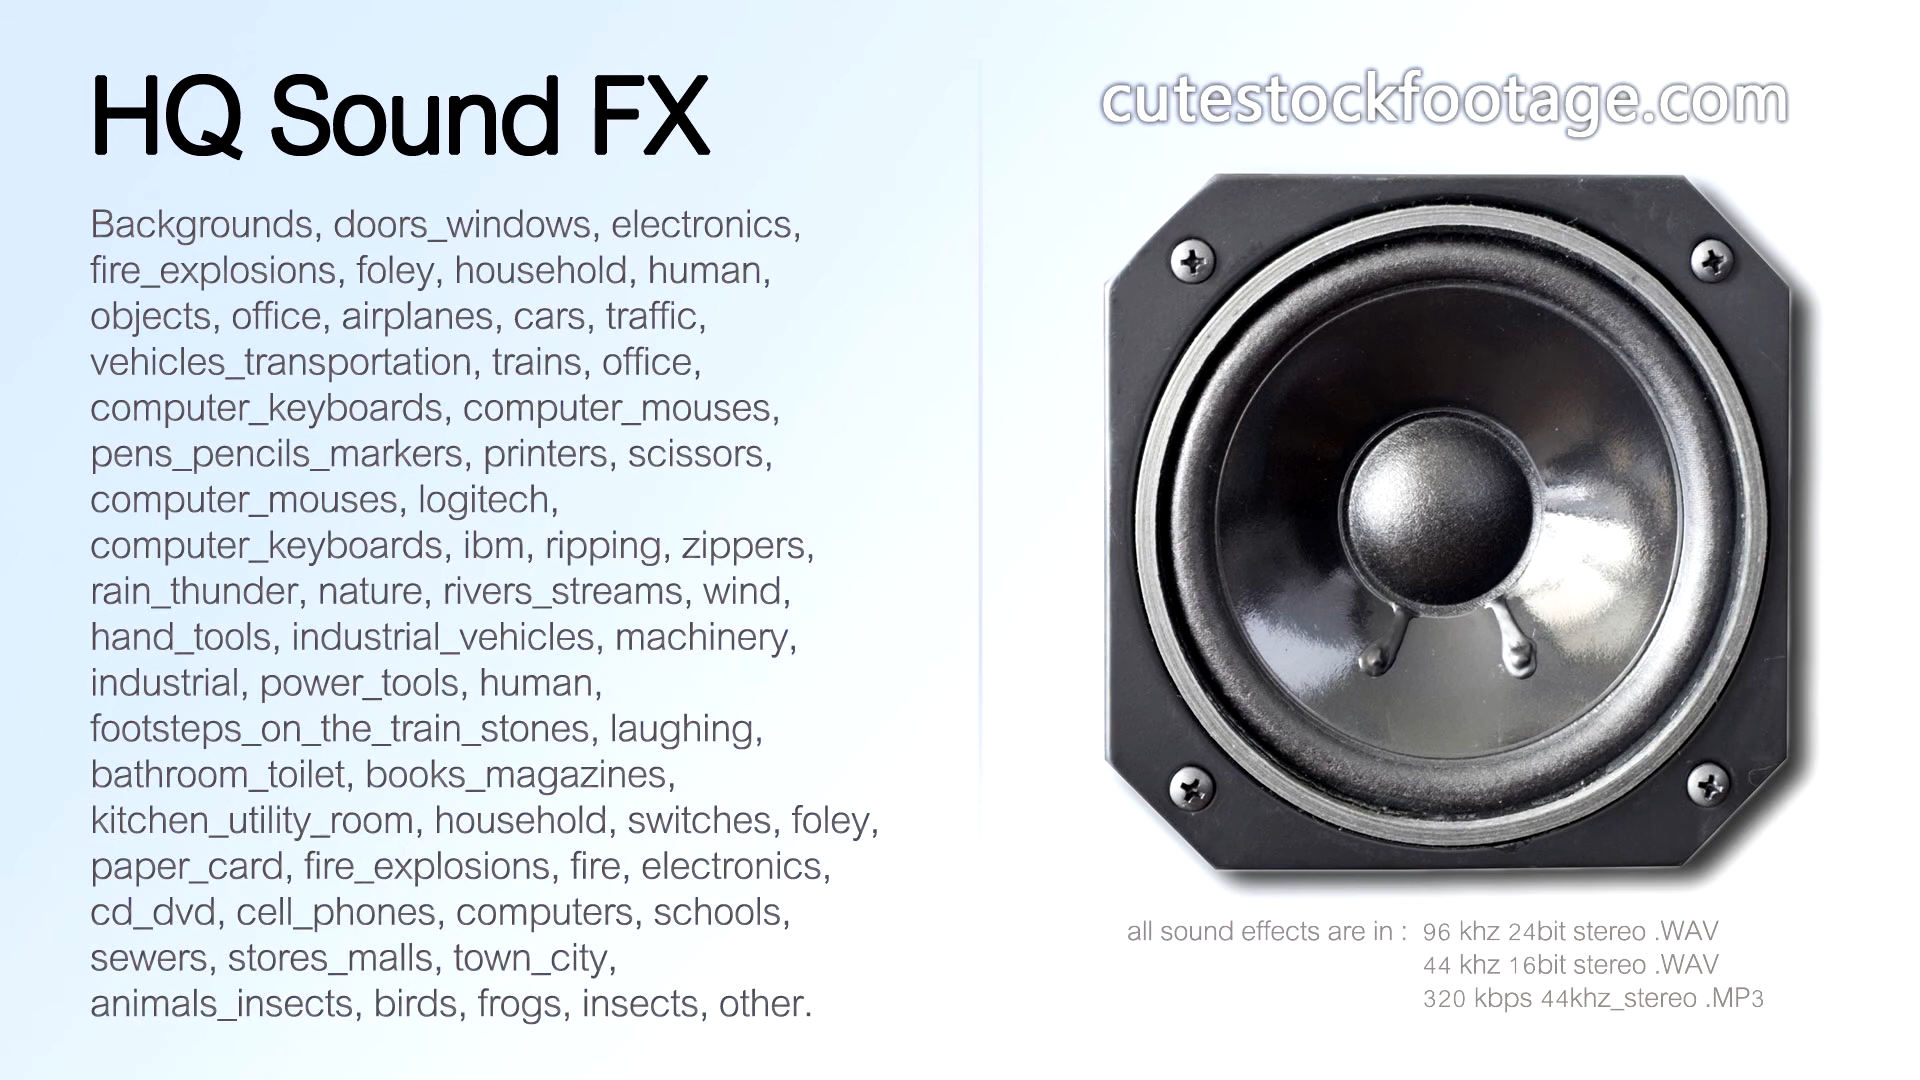 HQ Sound FX
cutestockfootage.com
Backgrounds, doors_windows, electronics,
fire_explosions, foley, household, human,
objects, office, airplanes, cars, traffic,
vehicles_transportation, trains, office,
computer_keyboards, computer_mouses,
pens_pencils_markers, printers, scissors,
computer_mouses, logitech,
computer_keyboards, ibm, ripping, zippers,
rain_thunder, nature, rivers_streams, wind,
hand_tools, industrial_vehicles, machinery,
industrial, power_tools, human,
footsteps_on_the_train_stones, laughing,
bathroom_toilet, books_magazines,
kitchen_utility_room, household, switches, foley,
paper_card, fire_explosions, fire, electronics,
cd_dvd, cell_phones, computers, schools,
sewers, stores_malls, town_city,
animals_insects, birds, frogs, insects, other.
all sound effects are in : 96 khz 24bit stereo .WAV
44 khz 16bit stereo .WAV
320 kbps 44khz_stereo .MP3